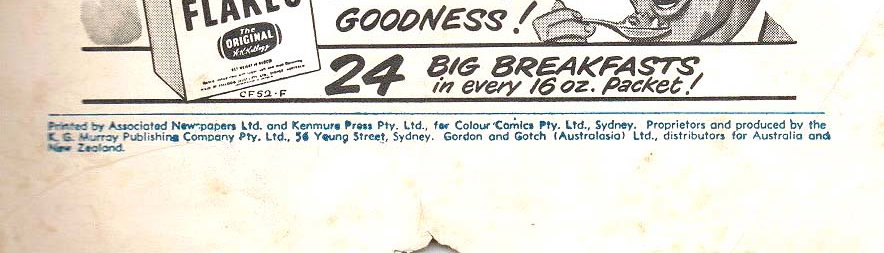 FLAKES
GOODNESS!
The
ORIGINAL
W.K. Kellogg
CF52-F
24 BIG BREAKFASTS
in every 16 oz. Packet!
Printed by Associated Newspapers Ltd. and Kenmure Press Pty. Ltd., for Colour Comics Pty. Ltd., Sydney. Proprietors and produced by the
K. G. Murray Publishing Company Pty. Ltd., 56 Young Street, Sydney. Gordon and Gotch (Australasia) Ltd., distributors for Australia and
New Zealand.